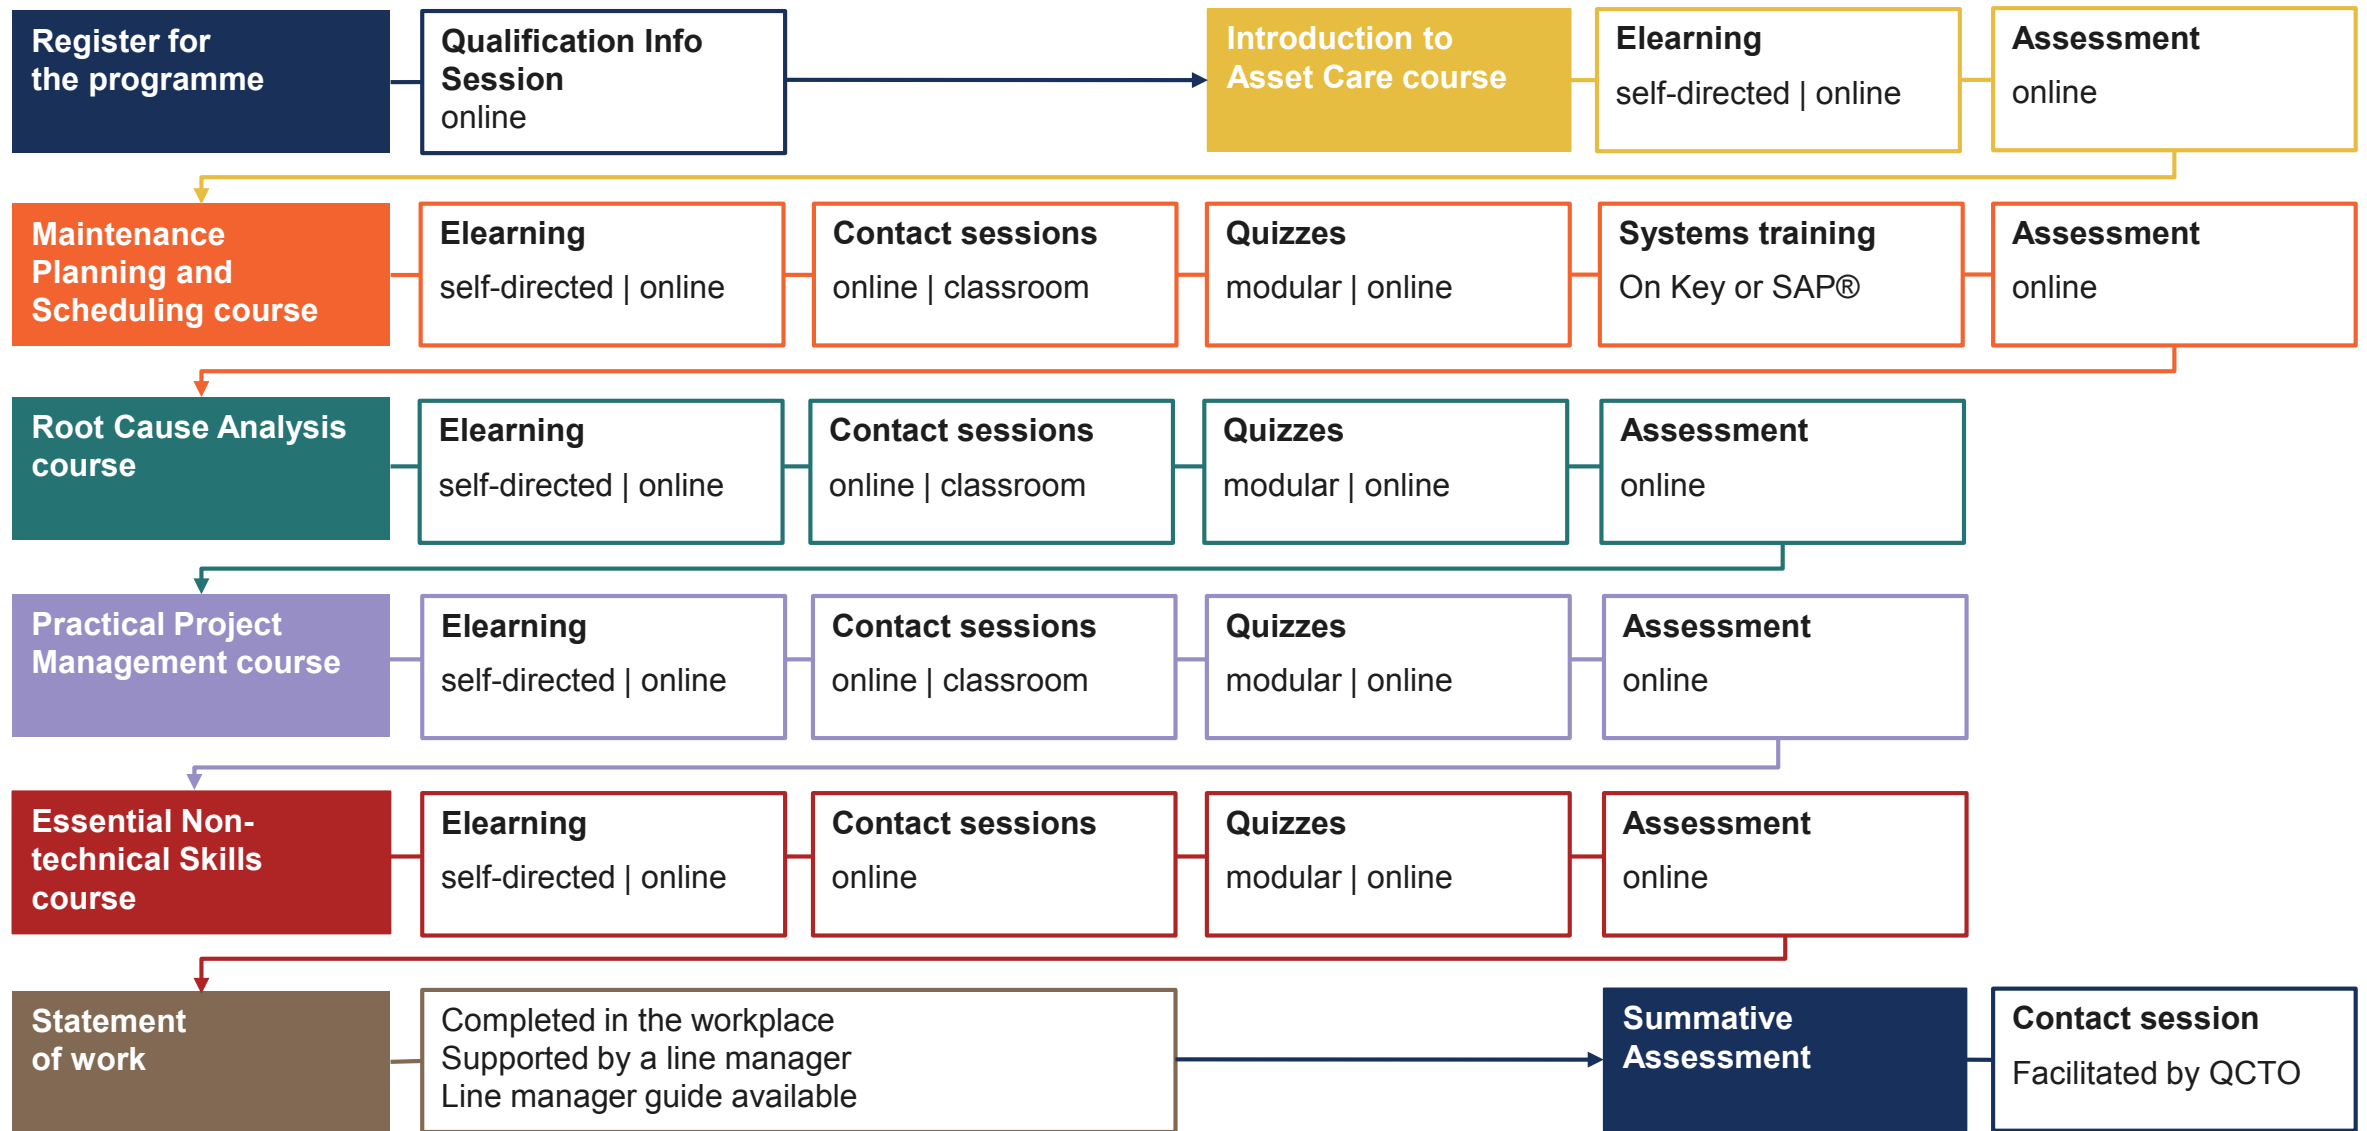 Register for
the programme
Qualification Info
Session
online
Introduction to
Asset Care course
Elearning
self-directed | online
Assessment
online
Maintenance
Planning and
Scheduling course
Elearning
self-directed | online
Contact sessions
online | classroom
Quizzes
modular | online
Systems training
On Key or SAP®
Assessment
online
Root Cause Analysis
course
Elearning
self-directed | online
Contact sessions
online | classroom
Quizzes
modular | online
Assessment
online
Practical Project
Management course
Elearning
self-directed | online
Contact sessions
online | classroom
Quizzes
modular | online
Assessment
online
Essential Non-
technical Skills
course
Elearning
self-directed | online
Contact sessions
online
Quizzes
modular | online
Assessment
online
Statement
of work
Completed in the workplace
Supported by a line manager
Line manager guide available
Summative
Assessment
Contact session
Facilitated by QCTO